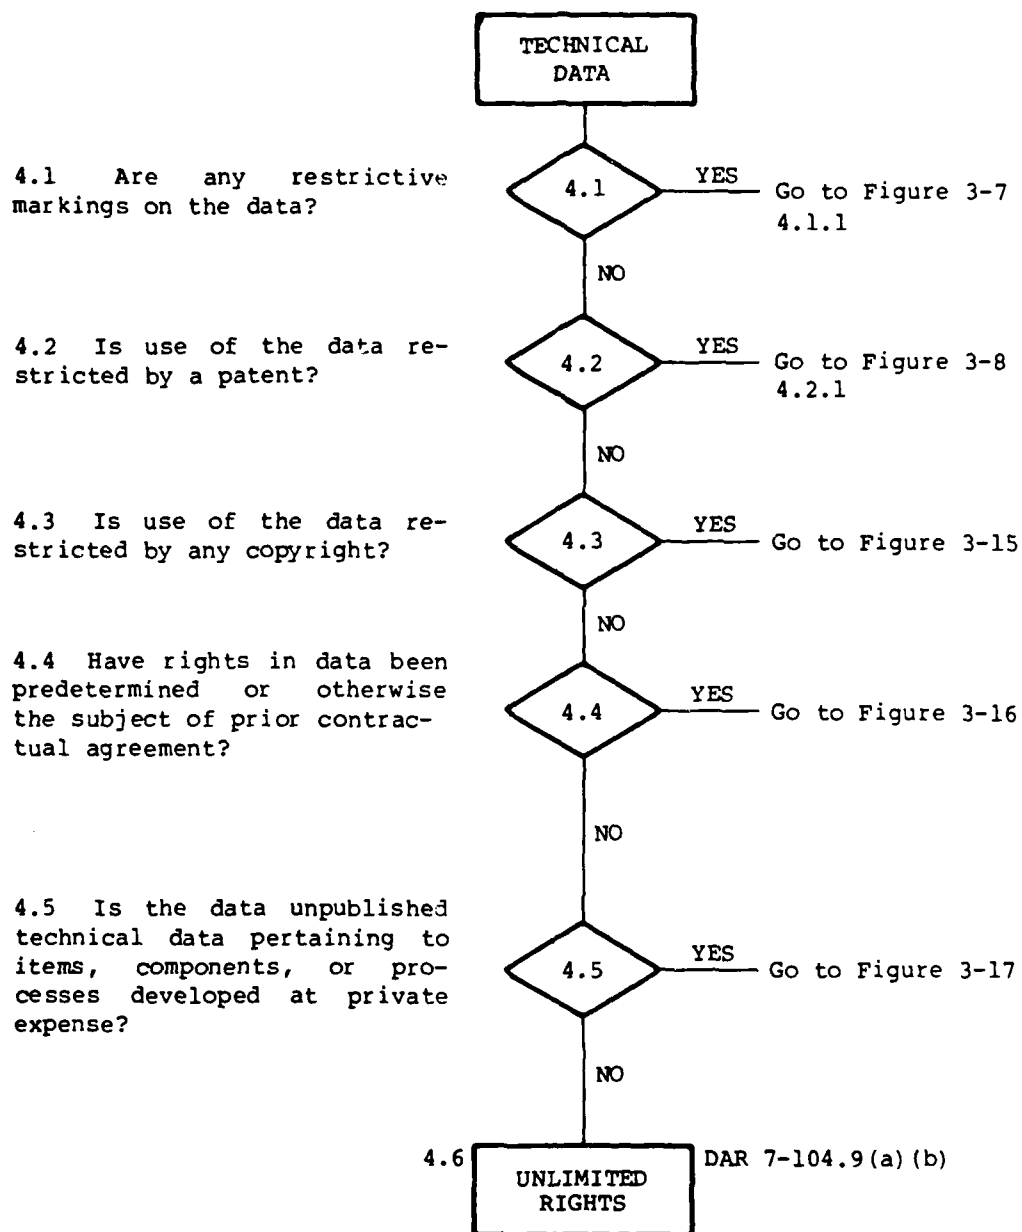 TECHNICAL
DATA
4.1 Are any restrictive
markings on the data?
4.1
YES
Go to Figure 3-7
4.1.1
NO
4.2 Is use of the data re-
stricted by a patent?
4.2
YES
Go to Figure 3-8
4.2.1
NO
4.3 Is use of the data re-
stricted by any copyright?
4.3
YES
Go to Figure 3-15
NO
4.4 Have rights in data been
predetermined or otherwise
the subject of prior contrac-
tual agreement?
4.4
YES
Go to Figure 3-16
NO
4.5 Is the data unpublished
technical data pertaining to
items, components, or pro-
cesses developed at private
expense?
4.5
YES
Go to Figure 3-17
NO
4.6
UNLIMITED
RIGHTS
DAR 7-104.9(a)(b)